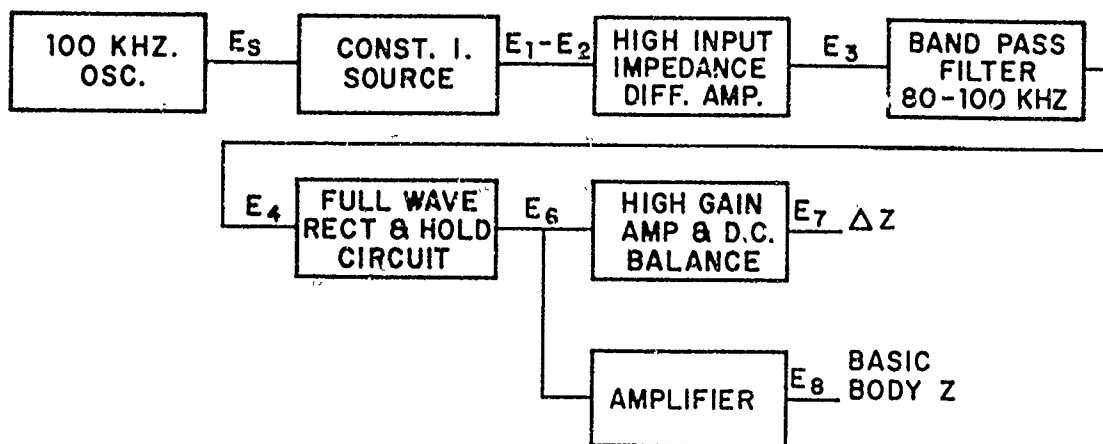 100 KHZ.
OSC.
ES
CONST. I.
SOURCE
E1-E2
HIGH INPUT
IMPEDANCE
DIFF. AMP.
E3
BAND PASS
FILTER
80-100 KHZ
E4
FULL WAVE
RECT & HOLD
CIRCUIT
E6
HIGH GAIN
AMP & D.C.
BALANCE
E7 ΔZ
AMPLIFIER
E8
BASIC
BODY Z